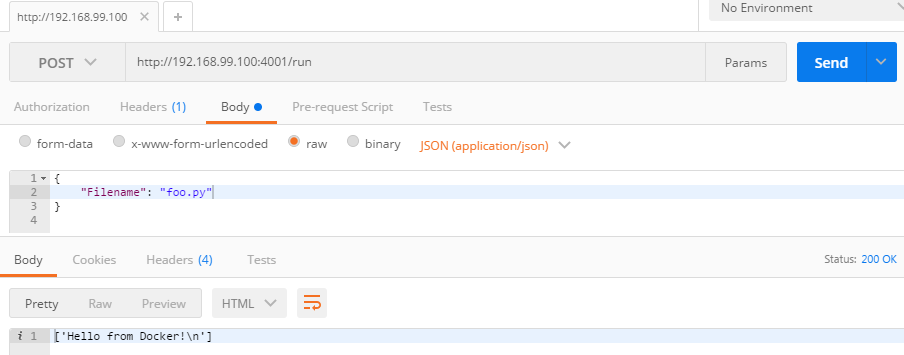 http://192.168.99.100 × +
No Environment
POST http://192.168.99.100:4001/run Params Send
Authorization Headers (1) Body Pre-request Script Tests
form-data x-www-form-urlencoded raw binary JSON (application/json)
1 {
2 "Filename": "foo.py"
3 }
4
Body Cookies Headers (4) Tests Status: 200 OK
Pretty Raw Preview HTML
i 1 ['Hello from Docker!\n']